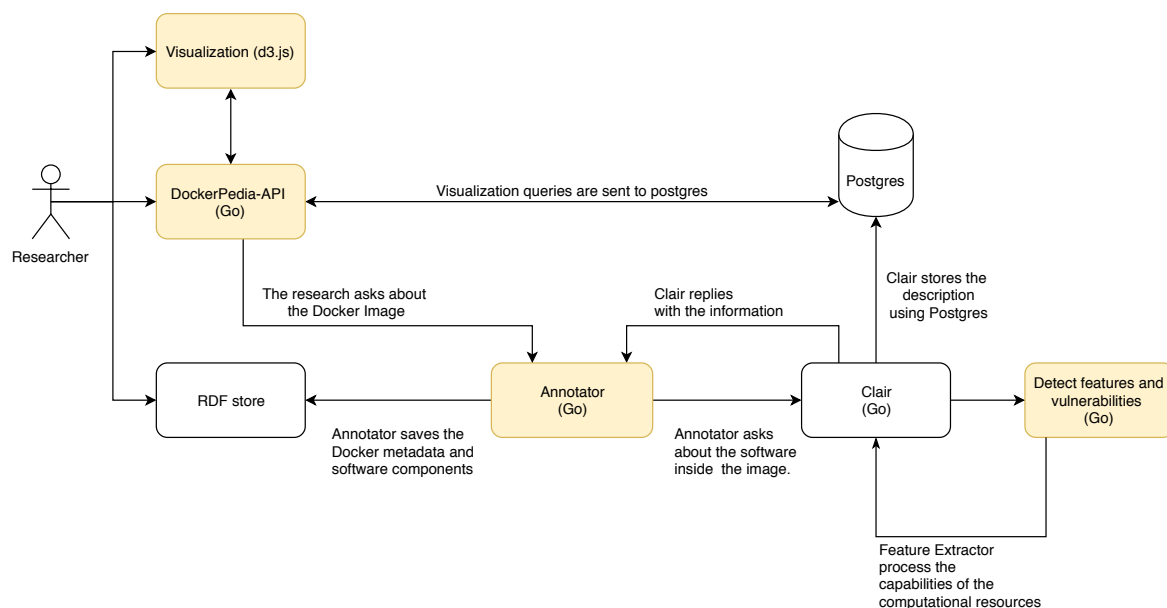 Visualization (d3.js)
DockerPedia-API
(Go)
Researcher
Visualization queries are sent to postgres
Postgres
The research asks about
the Docker Image
Clair replies
with the information
Clair stores the
description
using Postgres
RDF store
Annotator
(Go)
Clair
(Go)
Detect features and
vulnerabilities
(Go)
Annotator saves the
Docker metadata and
software components
Annotator asks
about the software
inside the image.
Feature Extractor
process the
capabilities of the
computational resources